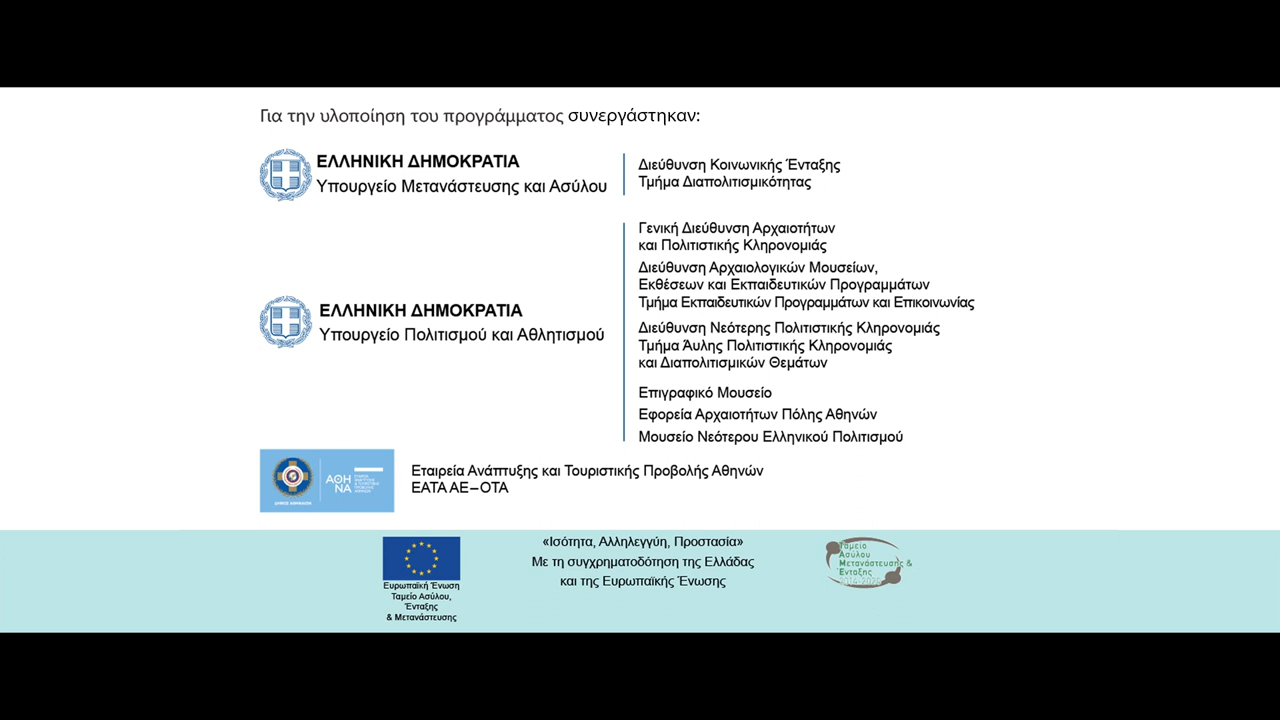 Για την υλοποίηση του προγράμματος συνεργάστηκαν:
ΕΛΛΗΝΙΚΗ ΔΗΜΟΚΡΑΤΙΑ
Υπουργείο Μετανάστευσης και Ασύλου
Διεύθυνση Κοινωνικής Ένταξης
Τμήμα Διαπολιτισμικότητας
ΕΛΛΗΝΙΚΗ ΔΗΜΟΚΡΑΤΙΑ
Υπουργείο Πολιτισμού και Αθλητισμού
Γενική Διεύθυνση Αρχαιοτήτων
και Πολιτιστικής Κληρονομιάς
Διεύθυνση Αρχαιολογικών Μουσείων,
Εκθέσεων και Εκπαιδευτικών Προγραμμάτων
Τμήμα Εκπαιδευτικών Προγραμμάτων και Επικοινωνίας
Διεύθυνση Νεότερης Πολιτιστικής Κληρονομιάς
Τμήμα Άυλης Πολιτιστικής Κληρονομιάς
και Διαπολιτισμικών Θεμάτων
Επιγραφικό Μουσείο
Εφορεία Αρχαιοτήτων Πόλης Αθηνών
Μουσείο Νεότερου Ελληνικού Πολιτισμού
ΔΗΜΟΣ ΑΘΗΝΑΙΩΝ
ΑΘΗ
ΝΑ
Εταιρεία Ανάπτυξης και Τουριστικής Προβολής Αθηνών
ΕΑΤΑ ΑΕ–ΟΤΑ
Ευρωπαϊκή Ένωση
Ταμείο Ασύλου,
Ένταξης
& Μετανάστευσης
«Ισότητα, Αλληλεγγύη, Προστασία»
Με τη συγχρηματοδότηση της Ελλάδας
και της Ευρωπαϊκής Ένωσης
Ταμείο
Ασύλου
Μετανάστευσης &
Ένταξης
2014-2020